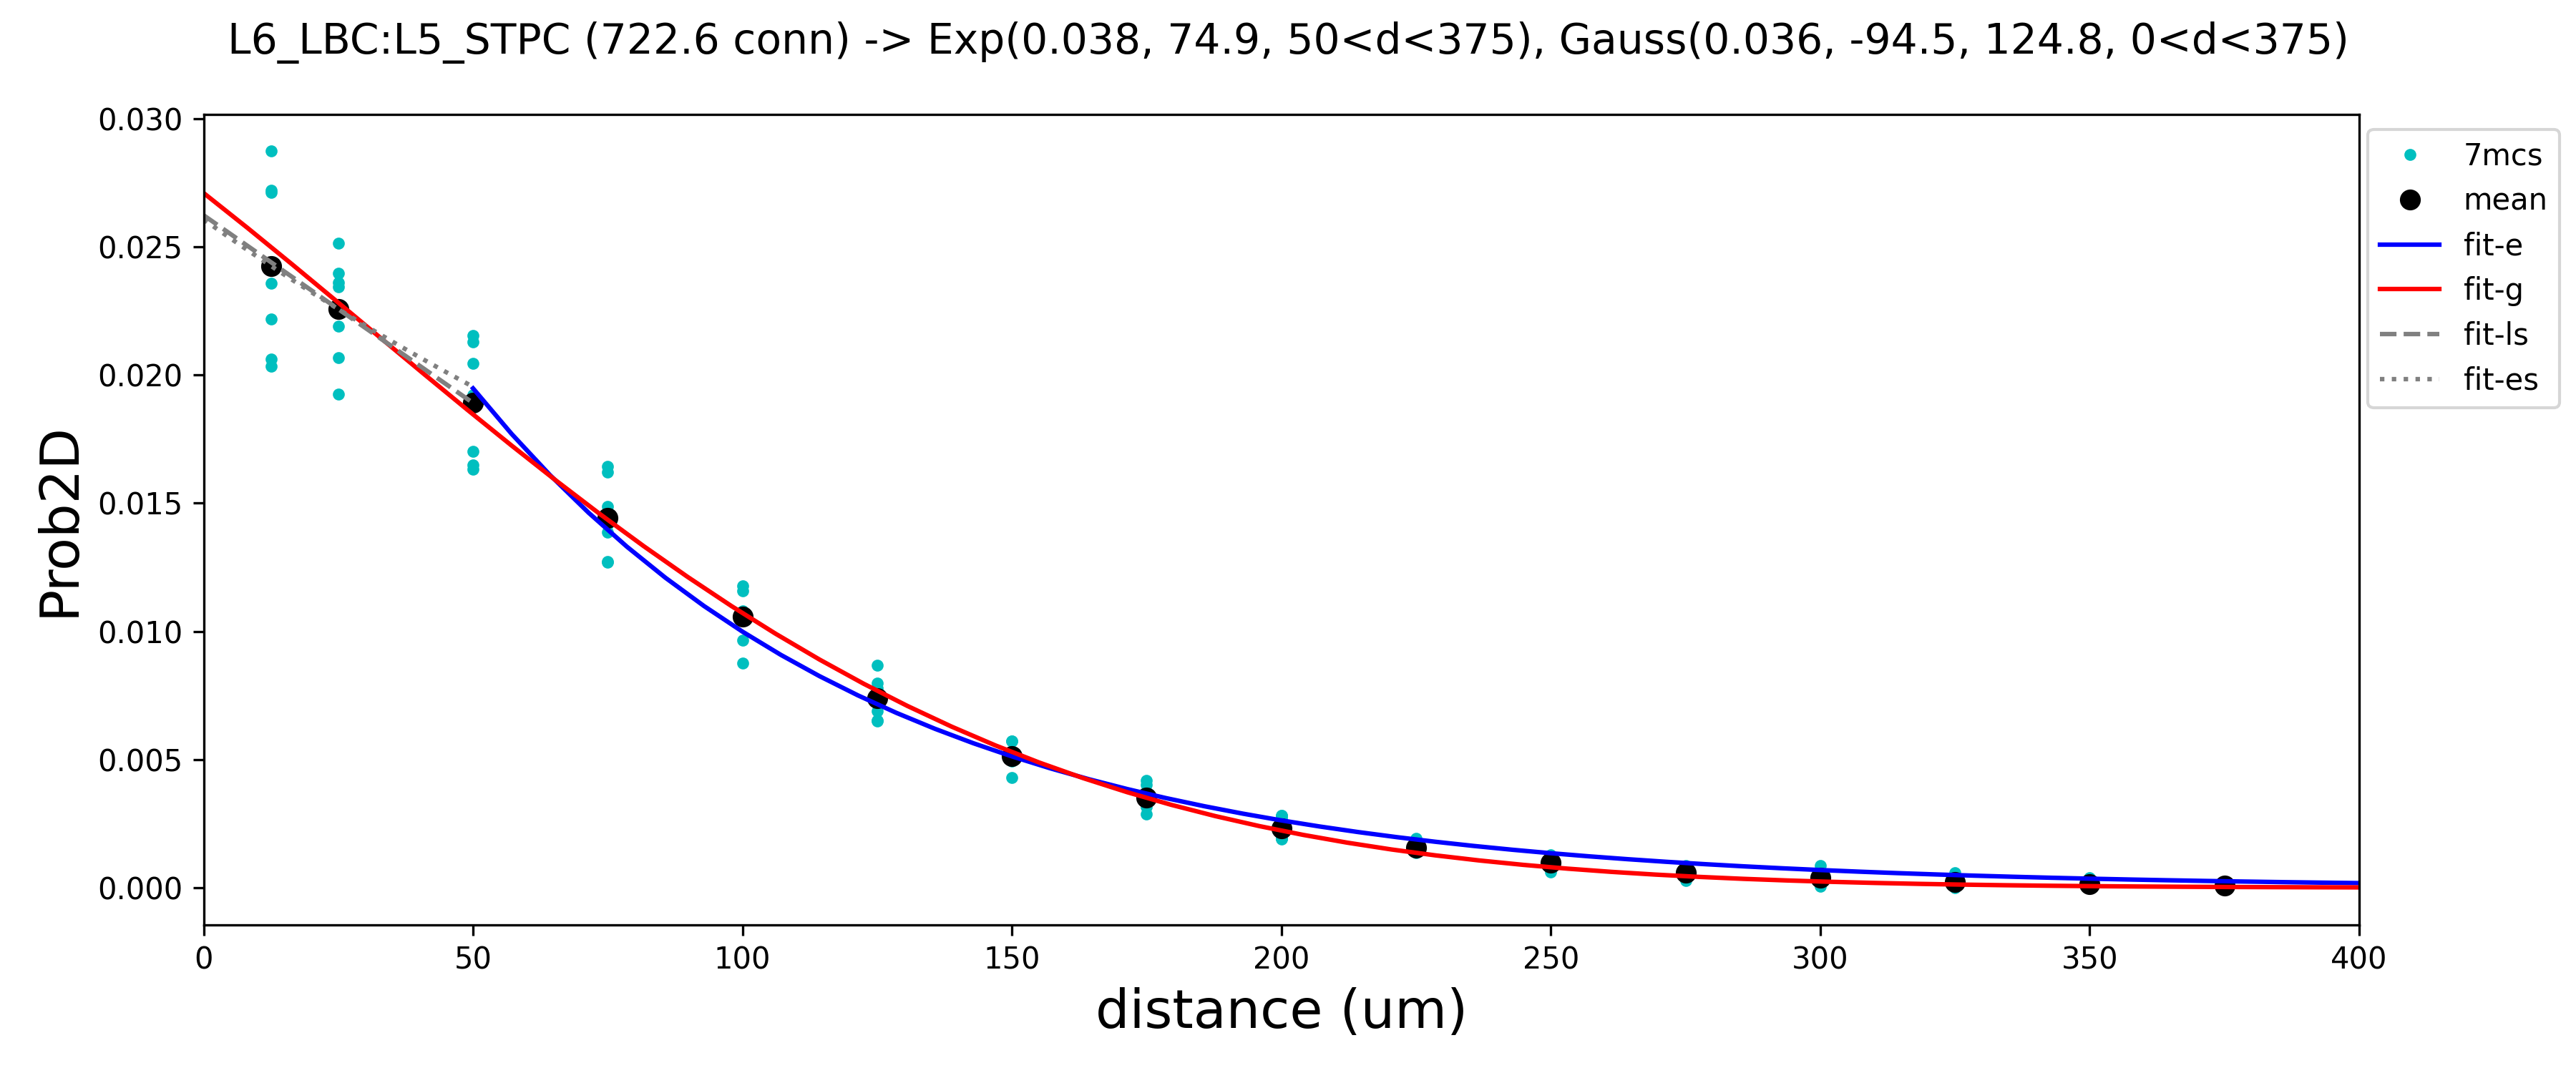 L6_LBC:L5_STPC (722.6 conn) -> Exp(0.038, 74.9, 50<d<375), Gauss(0.036, -94.5, 124.8, 0<d<375)
0.030
0.025
0.020
0.015
0.010
0.005
0.000
Prob2D
0 50 100 150 200 250 300 350 400
distance (um)
7mcs
mean
fit-e
fit-g
fit-ls
fit-es